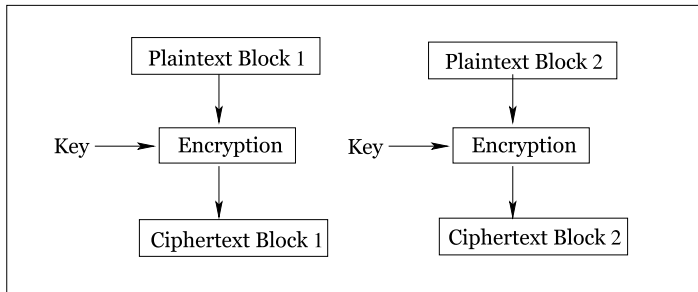 Plaintext Block 1
Plaintext Block 2
Key
Encryption
Key
Encryption
Ciphertext Block 1
Ciphertext Block 2